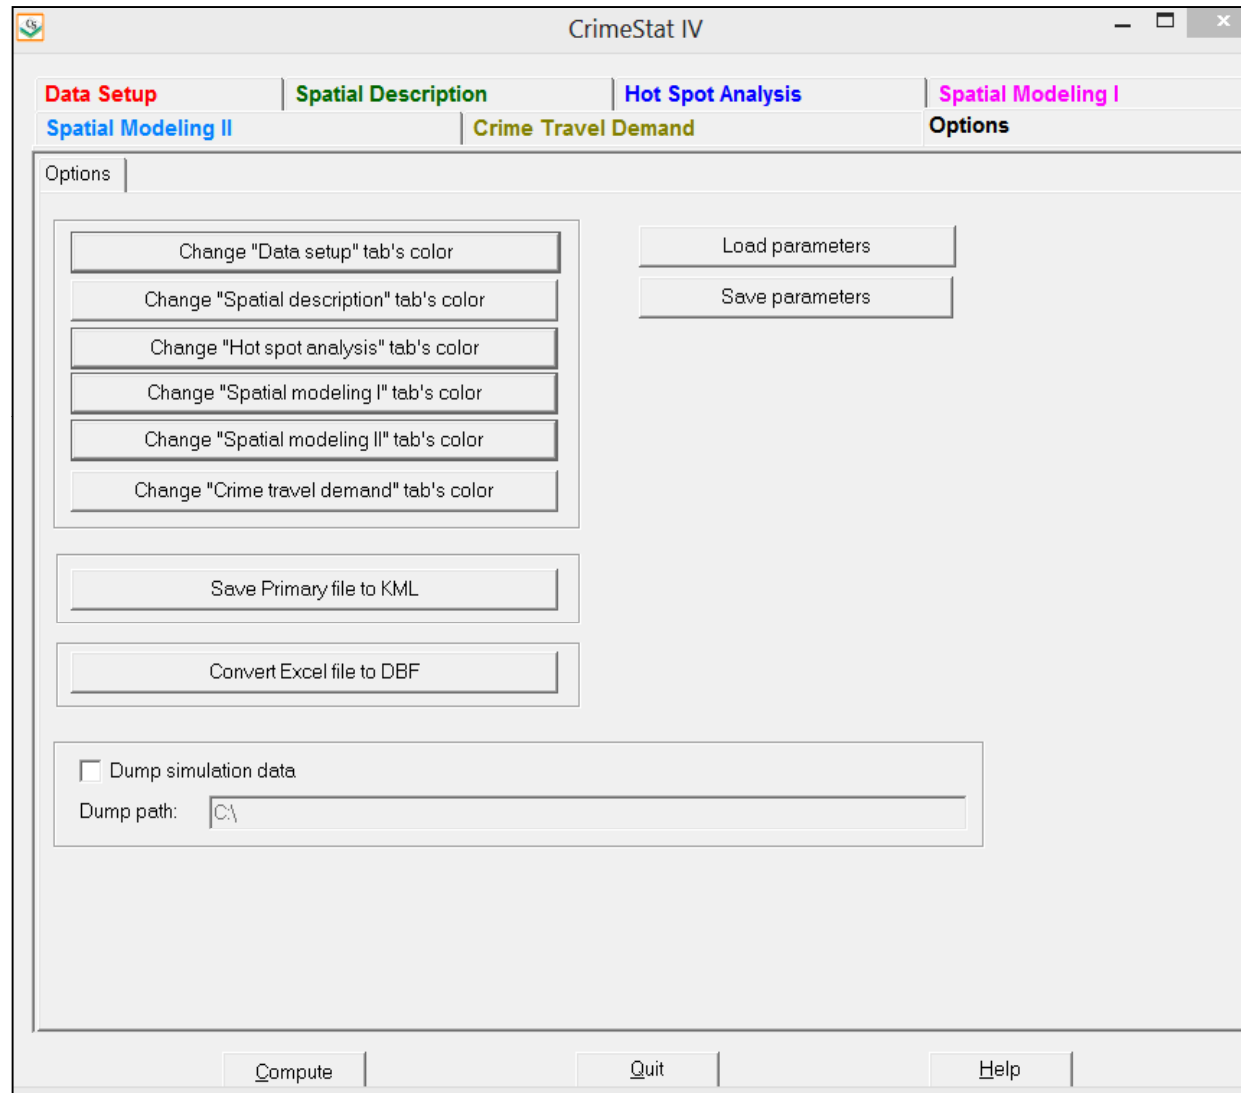 CrimeStat IV
Data Setup
Spatial Description
Hot Spot Analysis
Spatial Modeling I
Spatial Modeling II
Crime Travel Demand
Options
Options
Change "Data setup" tab's color
Load parameters
Change "Spatial description" tab's color
Save parameters
Change "Hot spot analysis" tab's color
Change "Spatial modeling I" tab's color
Change "Spatial modeling II" tab's color
Change "Crime travel demand" tab's color
Save Primary file to KML
Convert Excel file to DBF
Dump simulation data
Dump path: C:\
Compute
Quit
Help